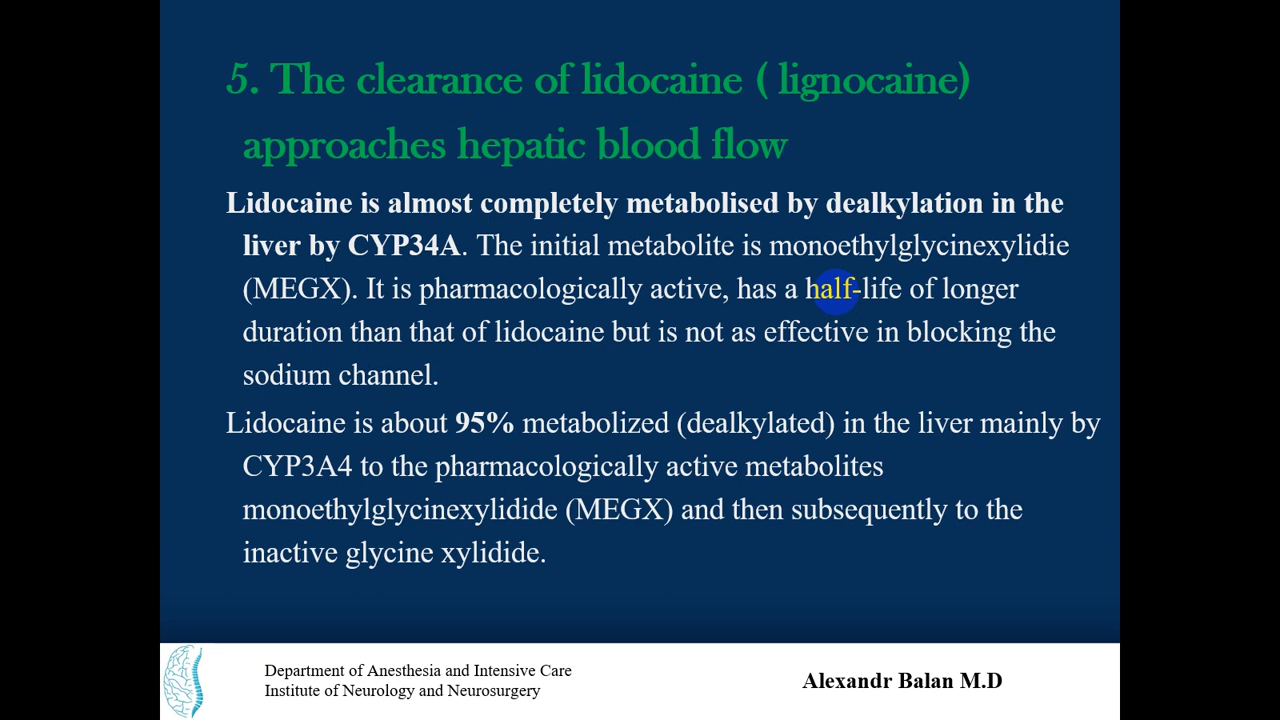 5. The clearance of lidocaine ( lignocaine)
approaches hepatic blood flow
Lidocaine is almost completely metabolised by dealkylation in the
liver by CYP34A. The initial metabolite is monoethylglycinexylidie
(MEGX). It is pharmacologically active, has a half-life of longer
duration than that of lidocaine but is not as effective in blocking the
sodium channel.
Lidocaine is about 95% metabolized (dealkylated) in the liver mainly by
CYP3A4 to the pharmacologically active metabolites
monoethylglycinexylidide (MEGX) and then subsequently to the
inactive glycine xylidide.
Department of Anesthesia and Intensive Care
Institute of Neurology and Neurosurgery
Alexandr Balan M.D